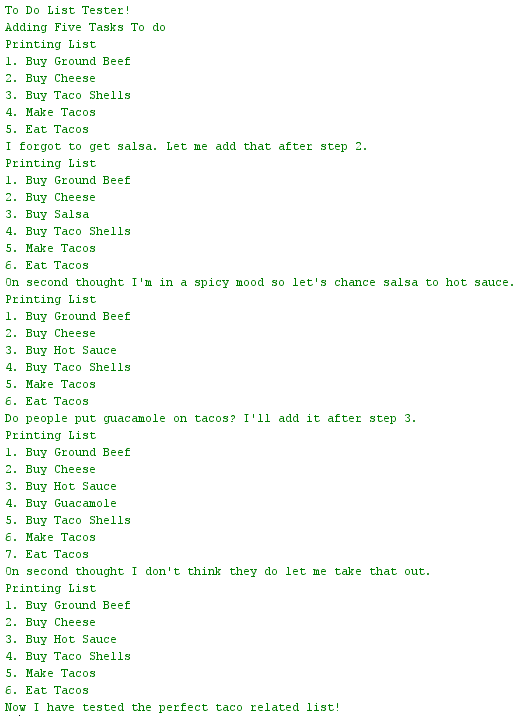 To Do List Tester!
Adding Five Tasks To do
Printing List
1. Buy Ground Beef
2. Buy Cheese
3. Buy Taco Shells
4. Make Tacos
5. Eat Tacos
I forgot to get salsa. Let me add that after step 2.
Printing List
1. Buy Ground Beef
2. Buy Cheese
3. Buy Salsa
4. Buy Taco Shells
5. Make Tacos
6. Eat Tacos
On second thought I'm in a spicy mood so let's chance salsa to hot sauce.
Printing List
1. Buy Ground Beef
2. Buy Cheese
3. Buy Hot Sauce
4. Buy Taco Shells
5. Make Tacos
6. Eat Tacos
Do people put guacamole on tacos? I'll add it after step 3.
Printing List
1. Buy Ground Beef
2. Buy Cheese
3. Buy Hot Sauce
4. Buy Guacamole
5. Buy Taco Shells
6. Make Tacos
7. Eat Tacos
On second thought I don't think they do let me take that out.
Printing List
1. Buy Ground Beef
2. Buy Cheese
3. Buy Hot Sauce
4. Buy Taco Shells
5. Make Tacos
6. Eat Tacos
Now I have tested the perfect taco related list!